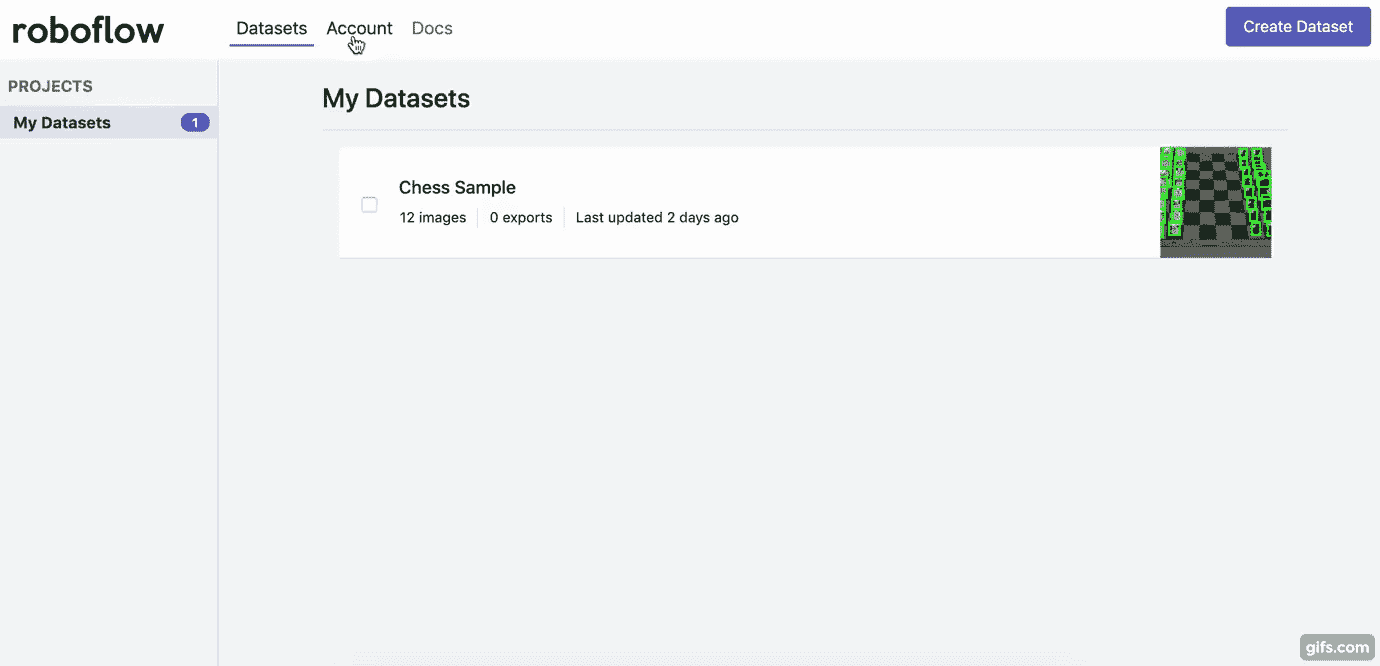 roboflow
Datasets Account Docs
Create Dataset
PROJECTS
My Datasets 1
My Datasets
Chess Sample
12 images 0 exports Last updated 2 days ago
gifs.com